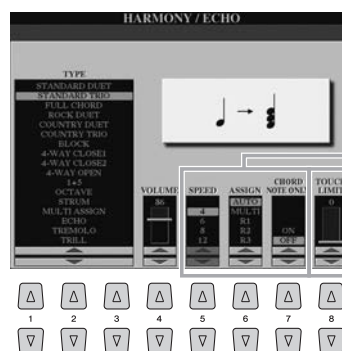 HARMONY / ECHO
TYPE
STANDARD DUET
STANDARD TRIO
FULL CHORD
ROCK DUET
COUNTRY DUET
COUNTRY TRIO
BLOCK
4-WAY CLOSE1
4-WAY CLOSE2
4-WAY OPEN
1+5
OCTAVE
STRUM
MULTI ASSIGN
ECHO
TREMOLO
TRILL
VOLUME
86
SPEED
4
6
8
12
ASSIGN
AUTO
MULTI
R1
R2
R3
CHORD
NOTE ONLY
ON
OFF
TOUCH
LIMIT
0
1 2 3 4 5 6 7 8